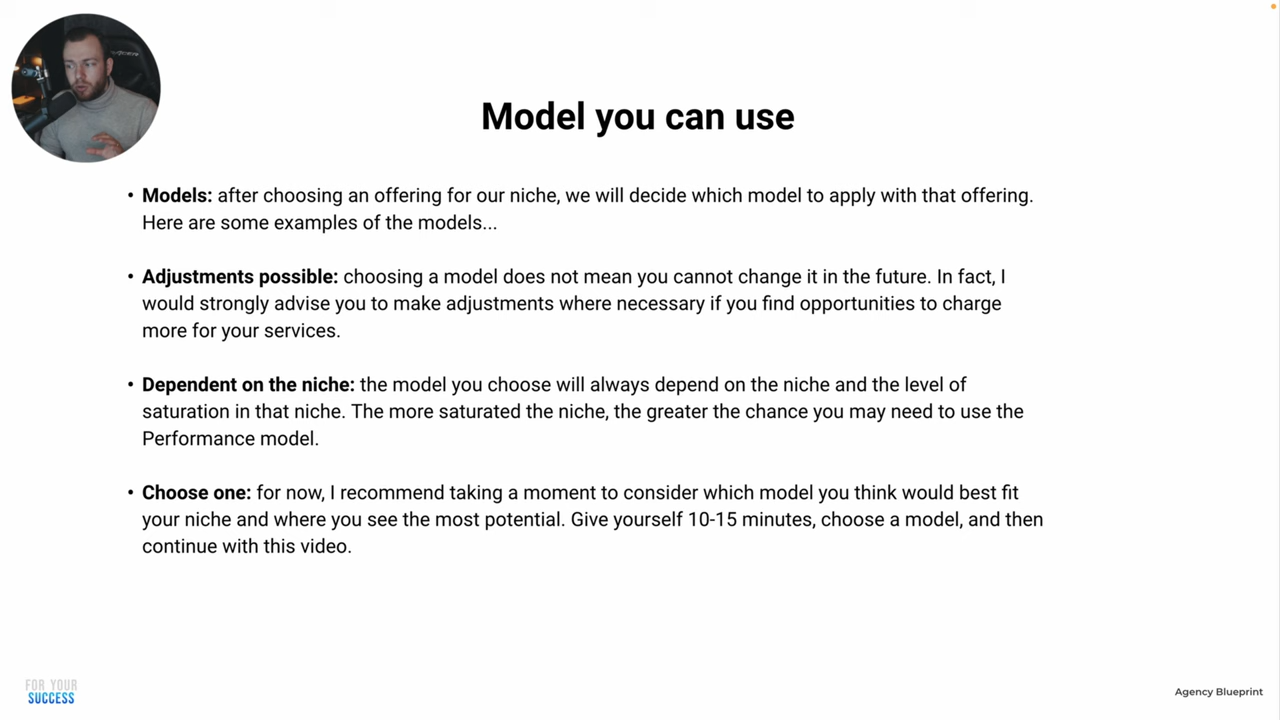 Model you can use
• Models: after choosing an offering for our niche, we will decide which model to apply with that offering.
Here are some examples of the models...
• Adjustments possible: choosing a model does not mean you cannot change it in the future. In fact, I
would strongly advise you to make adjustments where necessary if you find opportunities to charge
more for your services.
• Dependent on the niche: the model you choose will always depend on the niche and the level of
saturation in that niche. The more saturated the niche, the greater the chance you may need to use the
Performance model.
• Choose one: for now, I recommend taking a moment to consider which model you think would best fit
your niche and where you see the most potential. Give yourself 10-15 minutes, choose a model, and then
continue with this video.
FOR YOUR
SUCCESS
Agency Blueprint